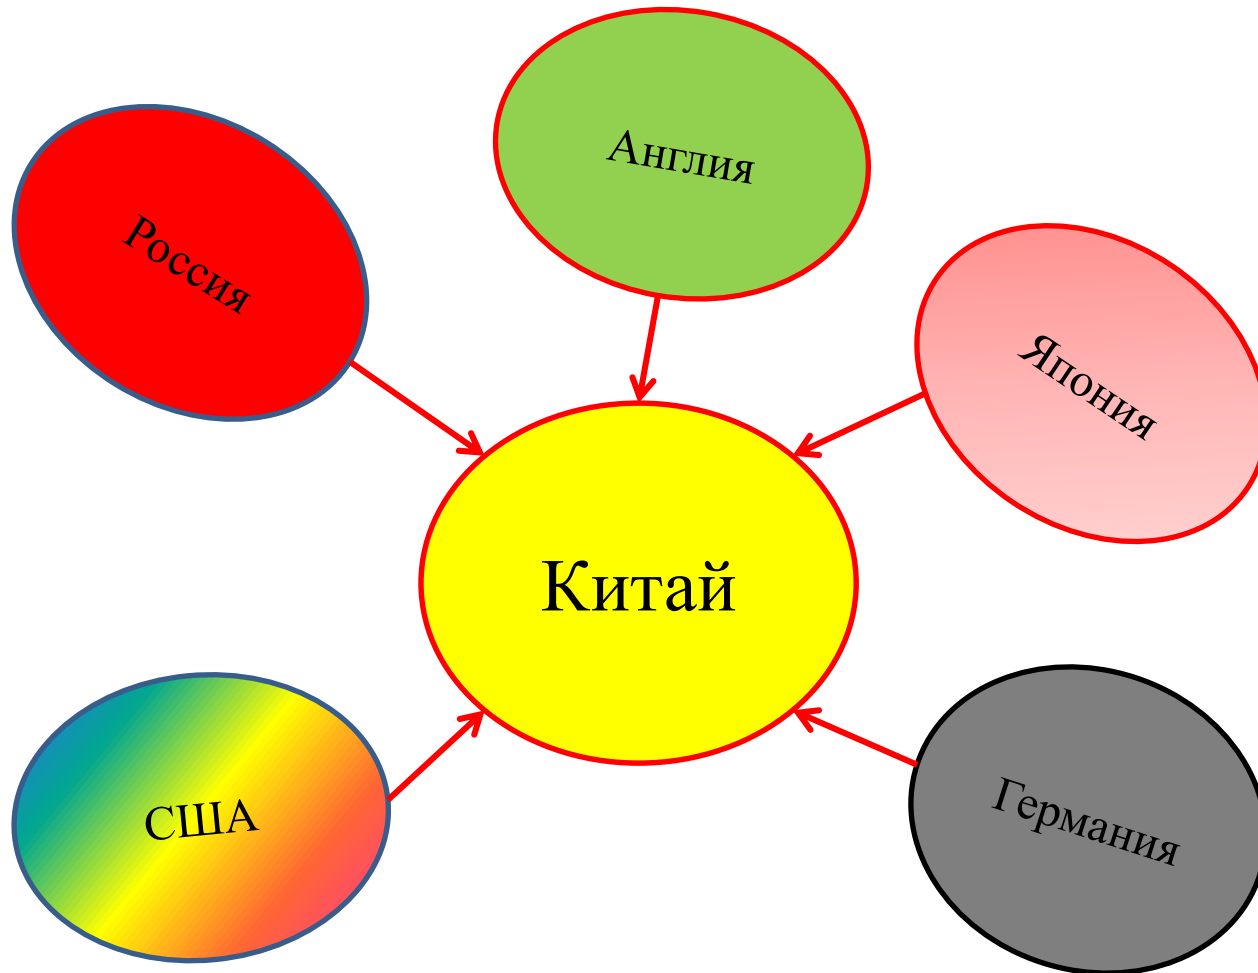 Англия
Россия
Япония
Китай
США
Германия